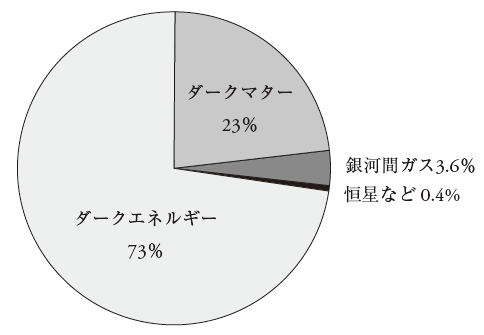 ダークマター
23%
銀河間ガス3.6%
恒星など 0.4%
ダークエネルギー
73%